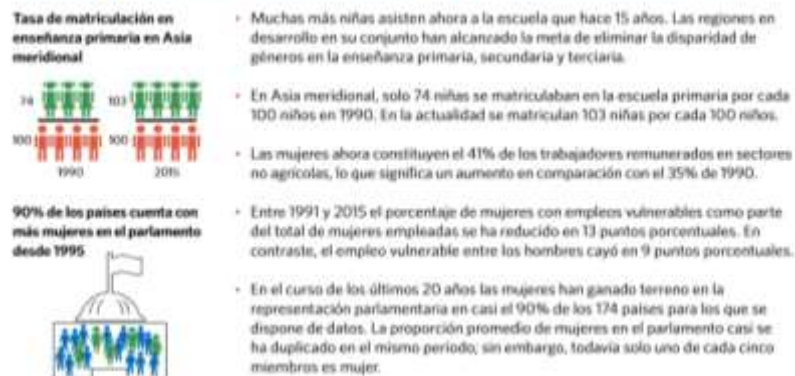 Tasa de matriculación en
enseñanza primaria en Asia
meridional
74
103
100
100
1990
2015
90% de los países cuenta con
más mujeres en el parlamento
desde 1995
• Muchas más niñas asisten ahora a la escuela que hace 15 años. Las regiones en
desarrollo en su conjunto han alcanzado la meta de eliminar la disparidad de
géneros en la enseñanza primaria, secundaria y terciaria.
• En Asia meridional, solo 74 niñas se matriculaban en la escuela primaria por cada
100 niños en 1990. En la actualidad se matriculan 103 niñas por cada 100 niños.
• Las mujeres ahora constituyen el 41% de los trabajadores remunerados en sectores
no agrícolas, lo que significa un aumento en comparación con el 35% de 1990.
• Entre 1991 y 2015 el porcentaje de mujeres con empleos vulnerables como parte
del total de mujeres empleadas se ha reducido en 13 puntos porcentuales. En
contraste, el empleo vulnerable entre los hombres cayó en 9 puntos porcentuales.
• En el curso de los últimos 20 años las mujeres han ganado terreno en la
representación parlamentaria en casi el 90% de los 174 países para los que se
dispone de datos. La proporción promedio de mujeres en el parlamento casi se
ha duplicado en el mismo periodo; sin embargo, todavía solo uno de cada cinco
miembros es mujer.